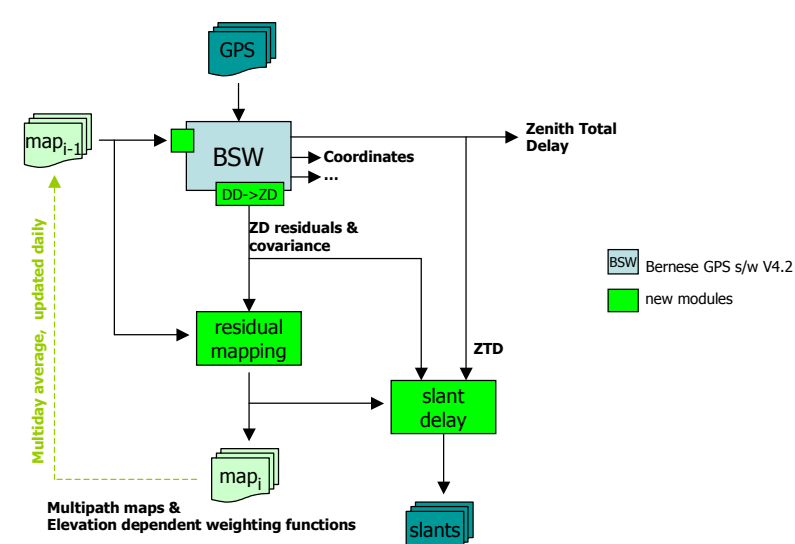 GPS
Zenith Total
Delay
map i-1
BSW
Coordinates
...
DD->ZD
ZD residuals &
covariance
BSW
Bernese GPS s/w V4.2
new modules
Multiday average, updated daily
residual
mapping
ZTD
slant
delay
map i
Multipath maps &
Elevation dependent weighting functions
slants